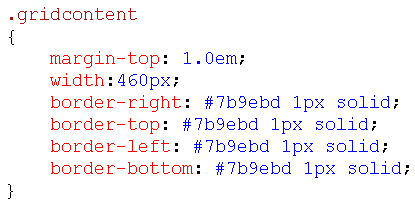 .gridcontent
{
    margin-top: 1.0em;
    width:460px;
    border-right: #7b9ebd 1px solid;
    border-top: #7b9ebd 1px solid;
    border-left: #7b9ebd 1px solid;
    border-bottom: #7b9ebd 1px solid;
}